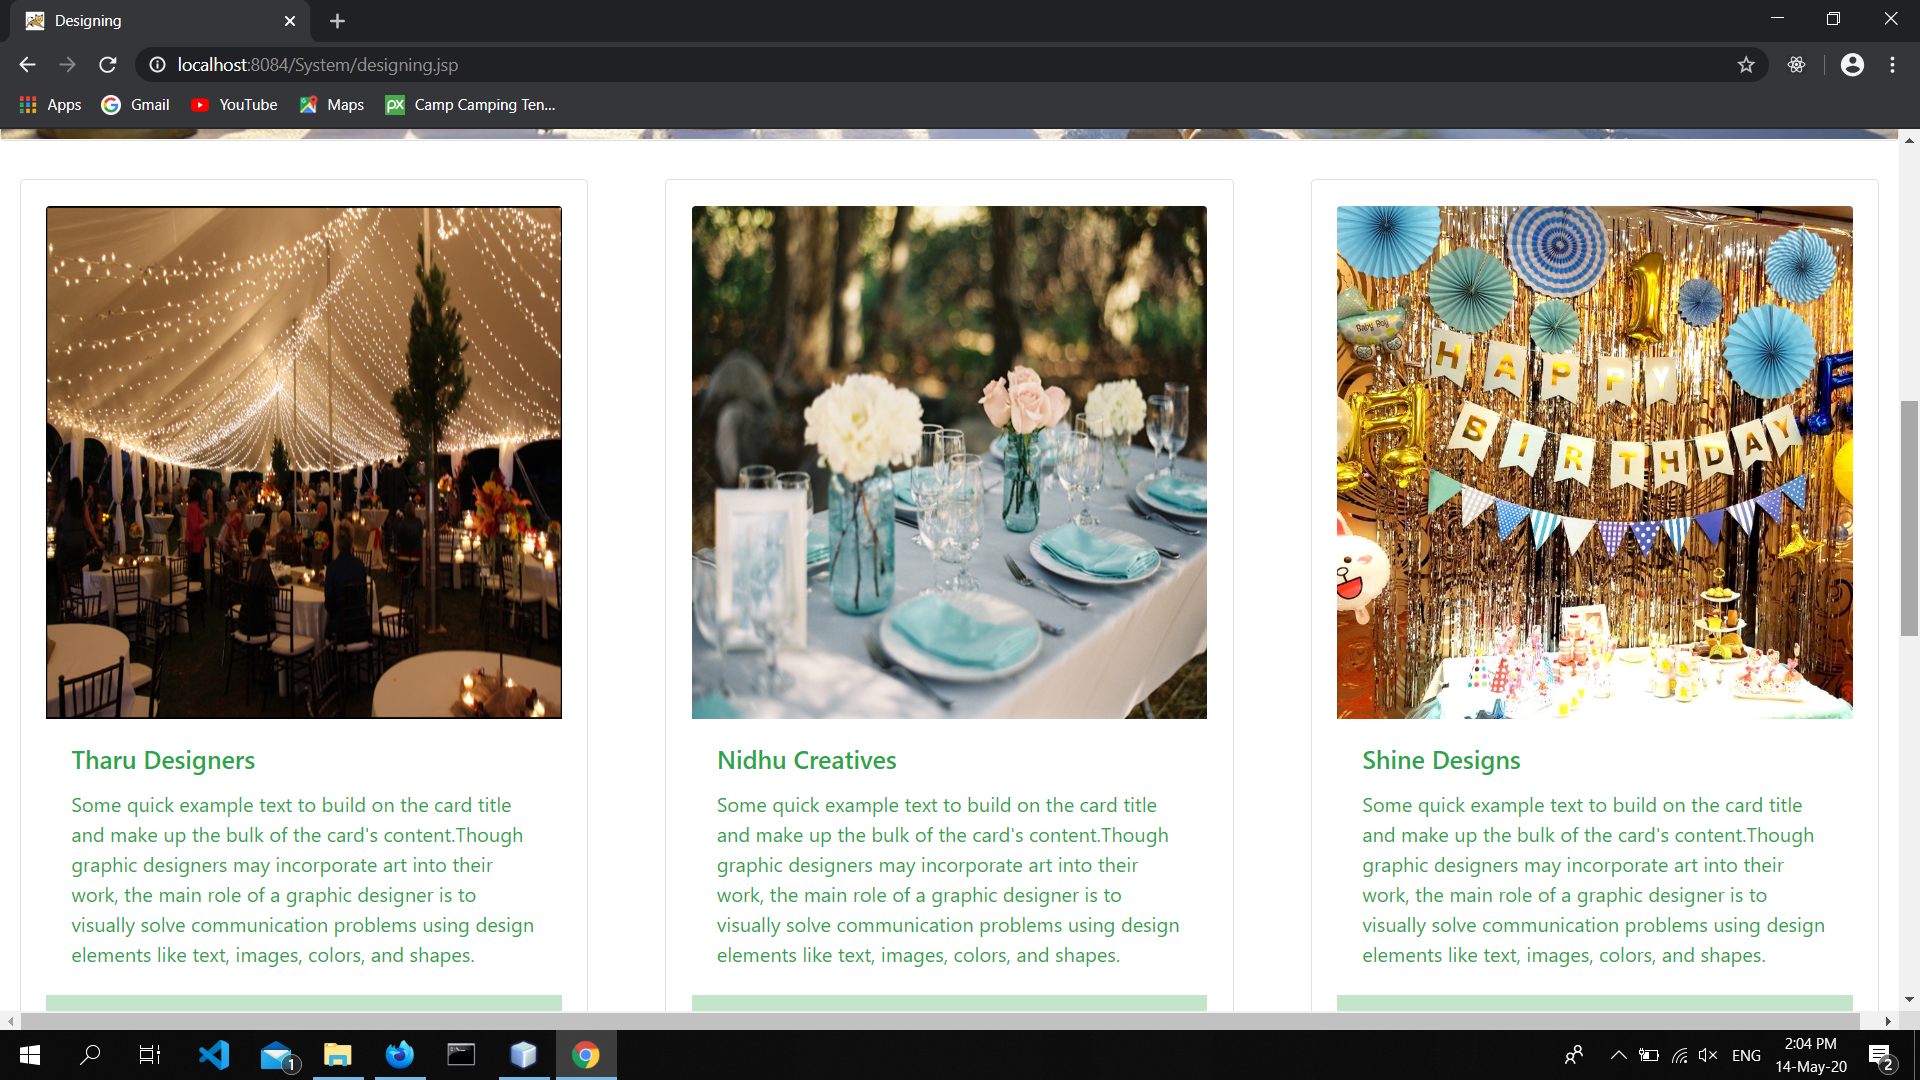 Designing
localhost:8084/System/designing.jsp
Apps Gmail YouTube Maps Camp Camping Ten...
Baby Boy
1
HAPPY
BIRTHDAY
Tharu Designers
Some quick example text to build on the card title
and make up the bulk of the card's content.Though
graphic designers may incorporate art into their
work, the main role of a graphic designer is to
visually solve communication problems using design
elements like text, images, colors, and shapes.
Nidhu Creatives
Some quick example text to build on the card title
and make up the bulk of the card's content.Though
graphic designers may incorporate art into their
work, the main role of a graphic designer is to
visually solve communication problems using design
elements like text, images, colors, and shapes.
Shine Designs
Some quick example text to build on the card title
and make up the bulk of the card's content.Though
graphic designers may incorporate art into their
work, the main role of a graphic designer is to
visually solve communication problems using design
elements like text, images, colors, and shapes.
1
ENG
2:04 PM
14-May-20
2